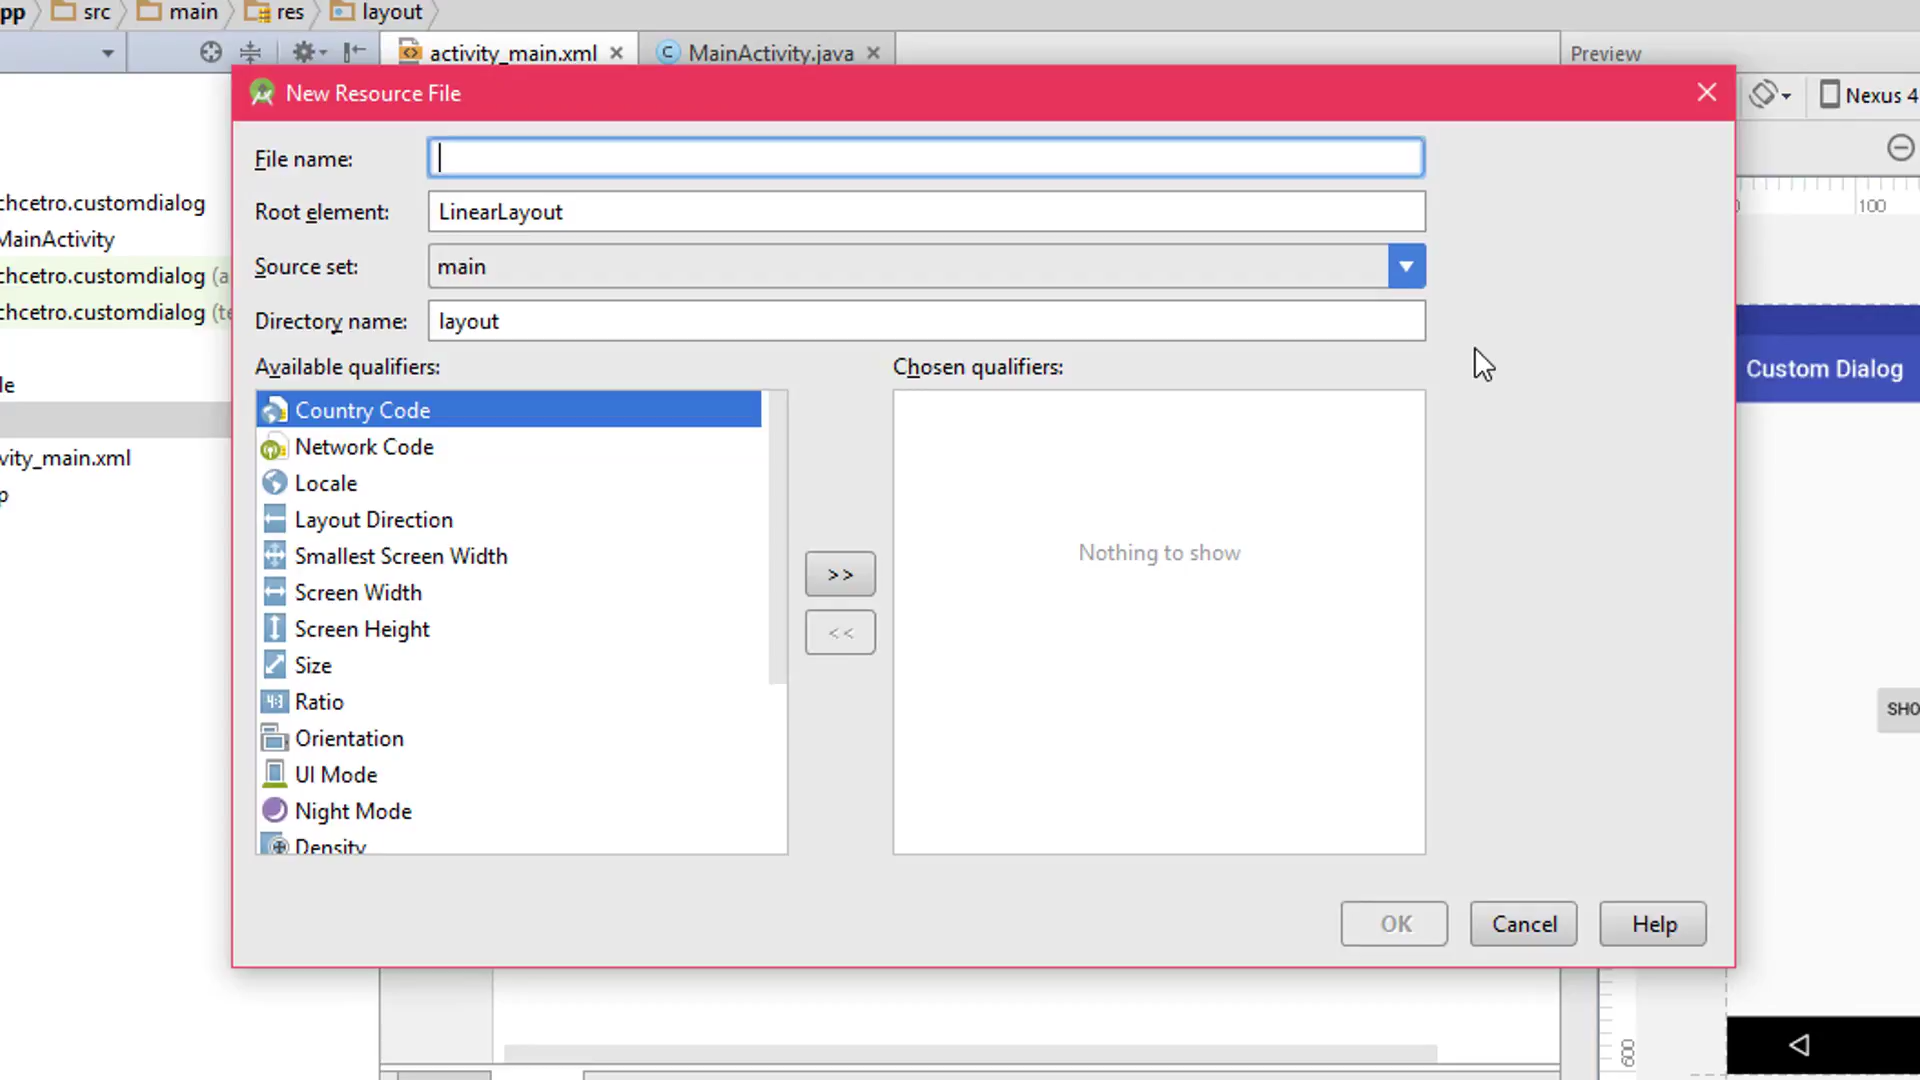 pp src main res layout
activity_main.xml MainActivity.java Preview
New Resource File
Nexus 4
File name:
Root element: LinearLayout
Source set: main
Directory name: layout
100
chcetro.customdialog
MainActivity
chcetro.customdialog (a
chcetro.customdialog (te
le
vity_main.xml
p
Available qualifiers: Chosen qualifiers:
Country Code
Network Code
Locale
Layout Direction
Smallest Screen Width
Screen Width
Screen Height
Size
Ratio
Orientation
UI Mode
Night Mode
Density
>>
<<
Nothing to show
Custom Dialog
SHO
OK Cancel Help
600